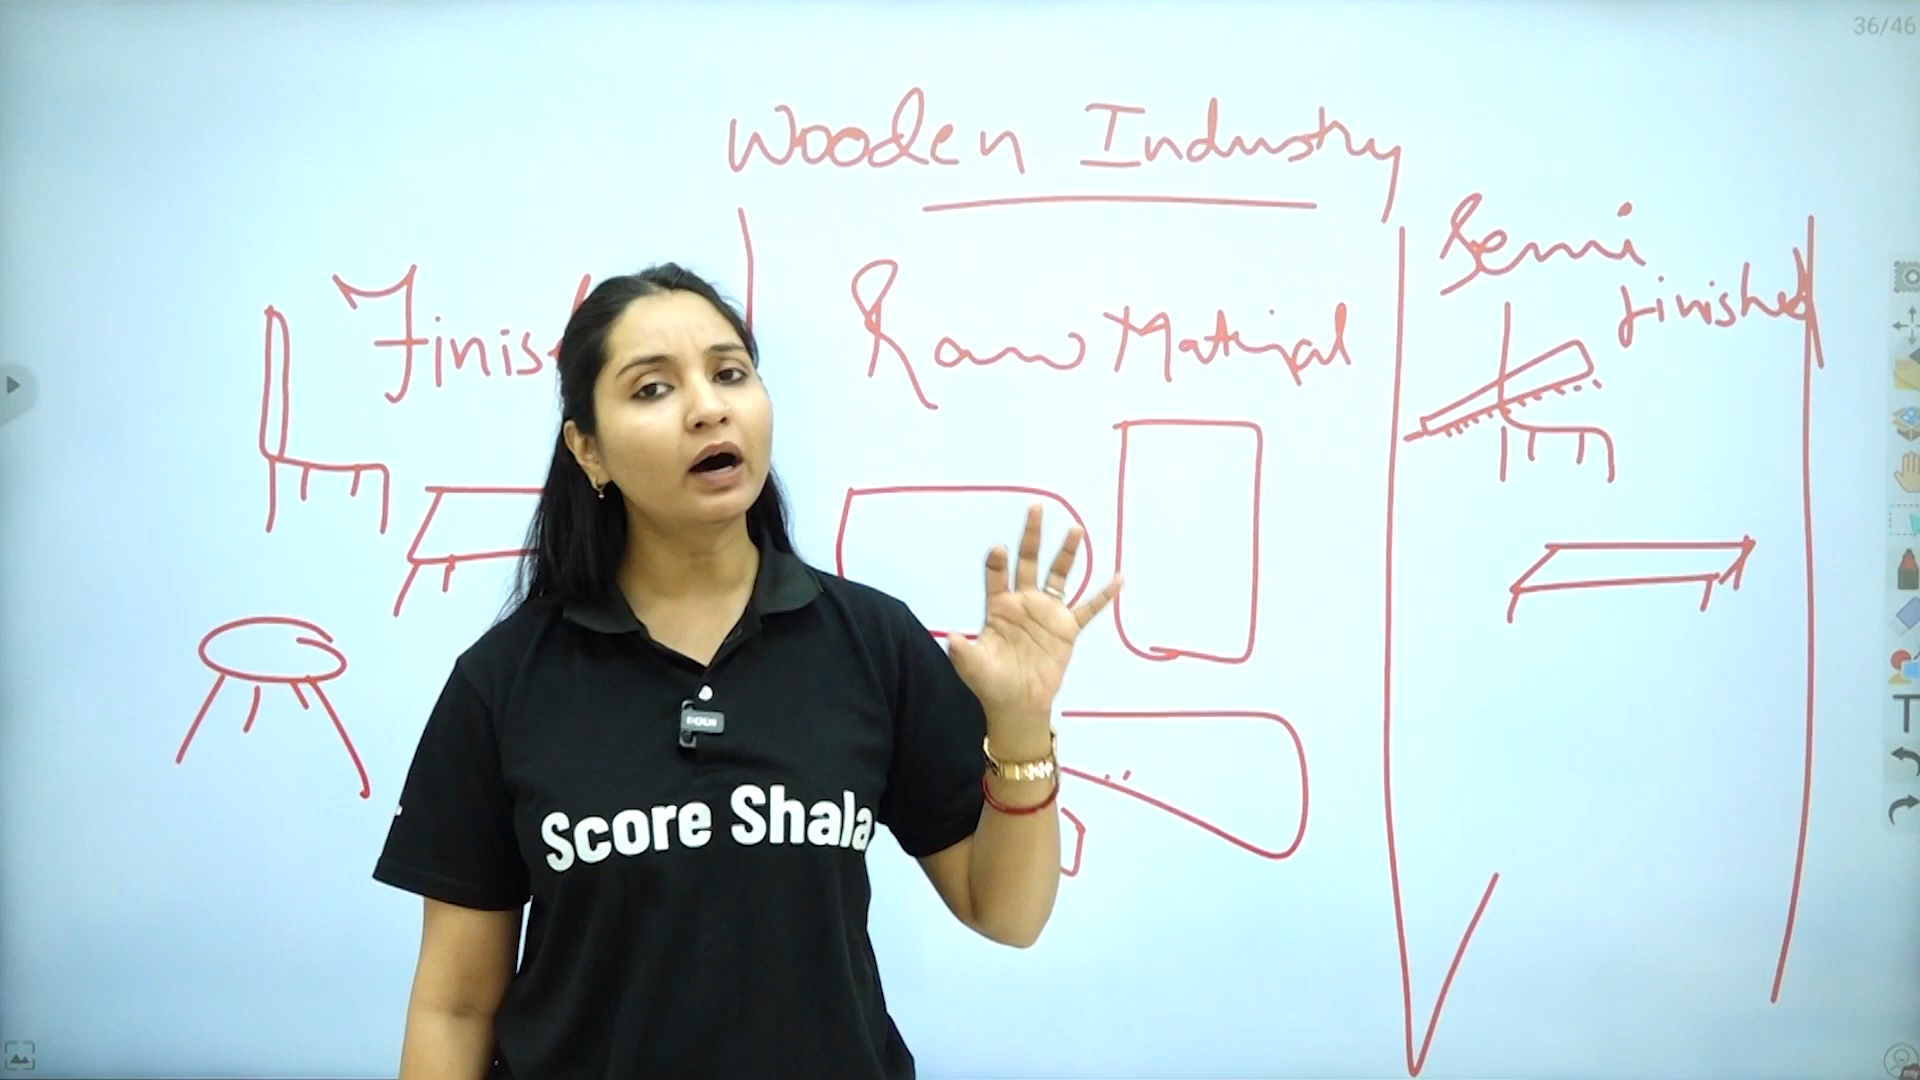 36/46
Wooden Industry
Semi
finished
Finis
Raw Material
Score Shala